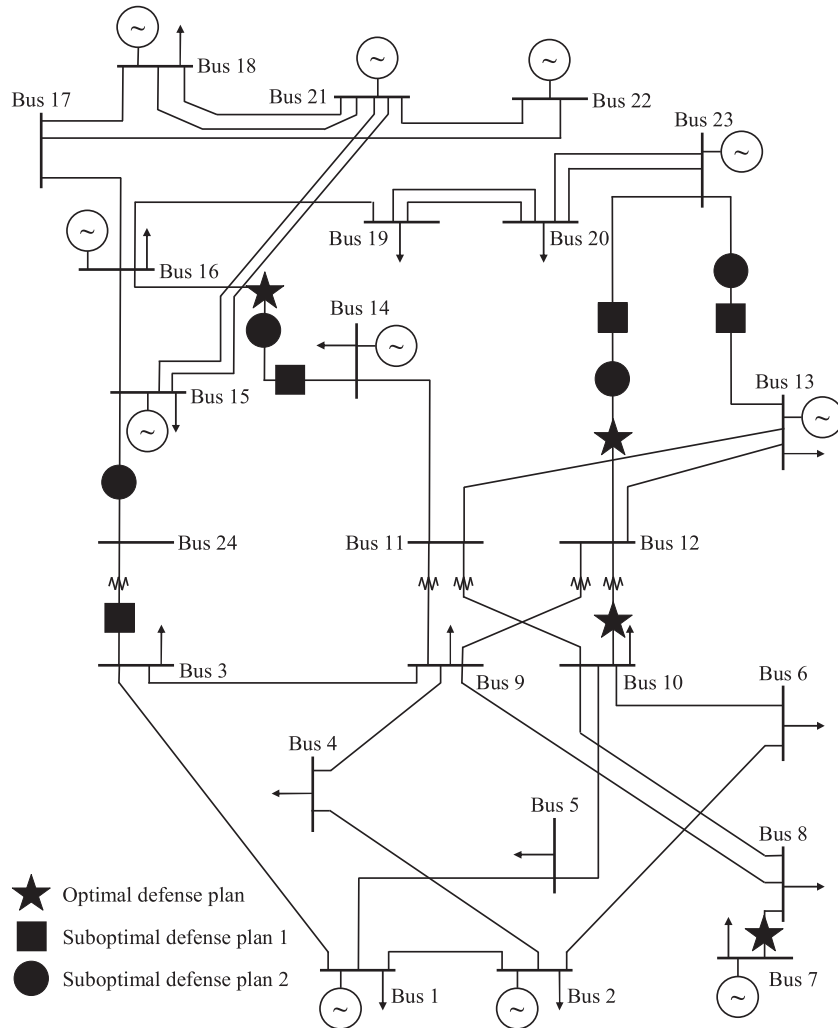 Bus 18
Bus 17
Bus 21
Bus 22
Bus 23
Bus 19
Bus 20
Bus 16
Bus 14
Bus 15
Bus 13
Bus 24
Bus 11
Bus 12
Bus 3
Bus 9
Bus 10
Bus 6
Bus 4
Bus 5
Bus 8
Optimal defense plan
Suboptimal defense plan 1
Suboptimal defense plan 2
Bus 1
Bus 2
Bus 7